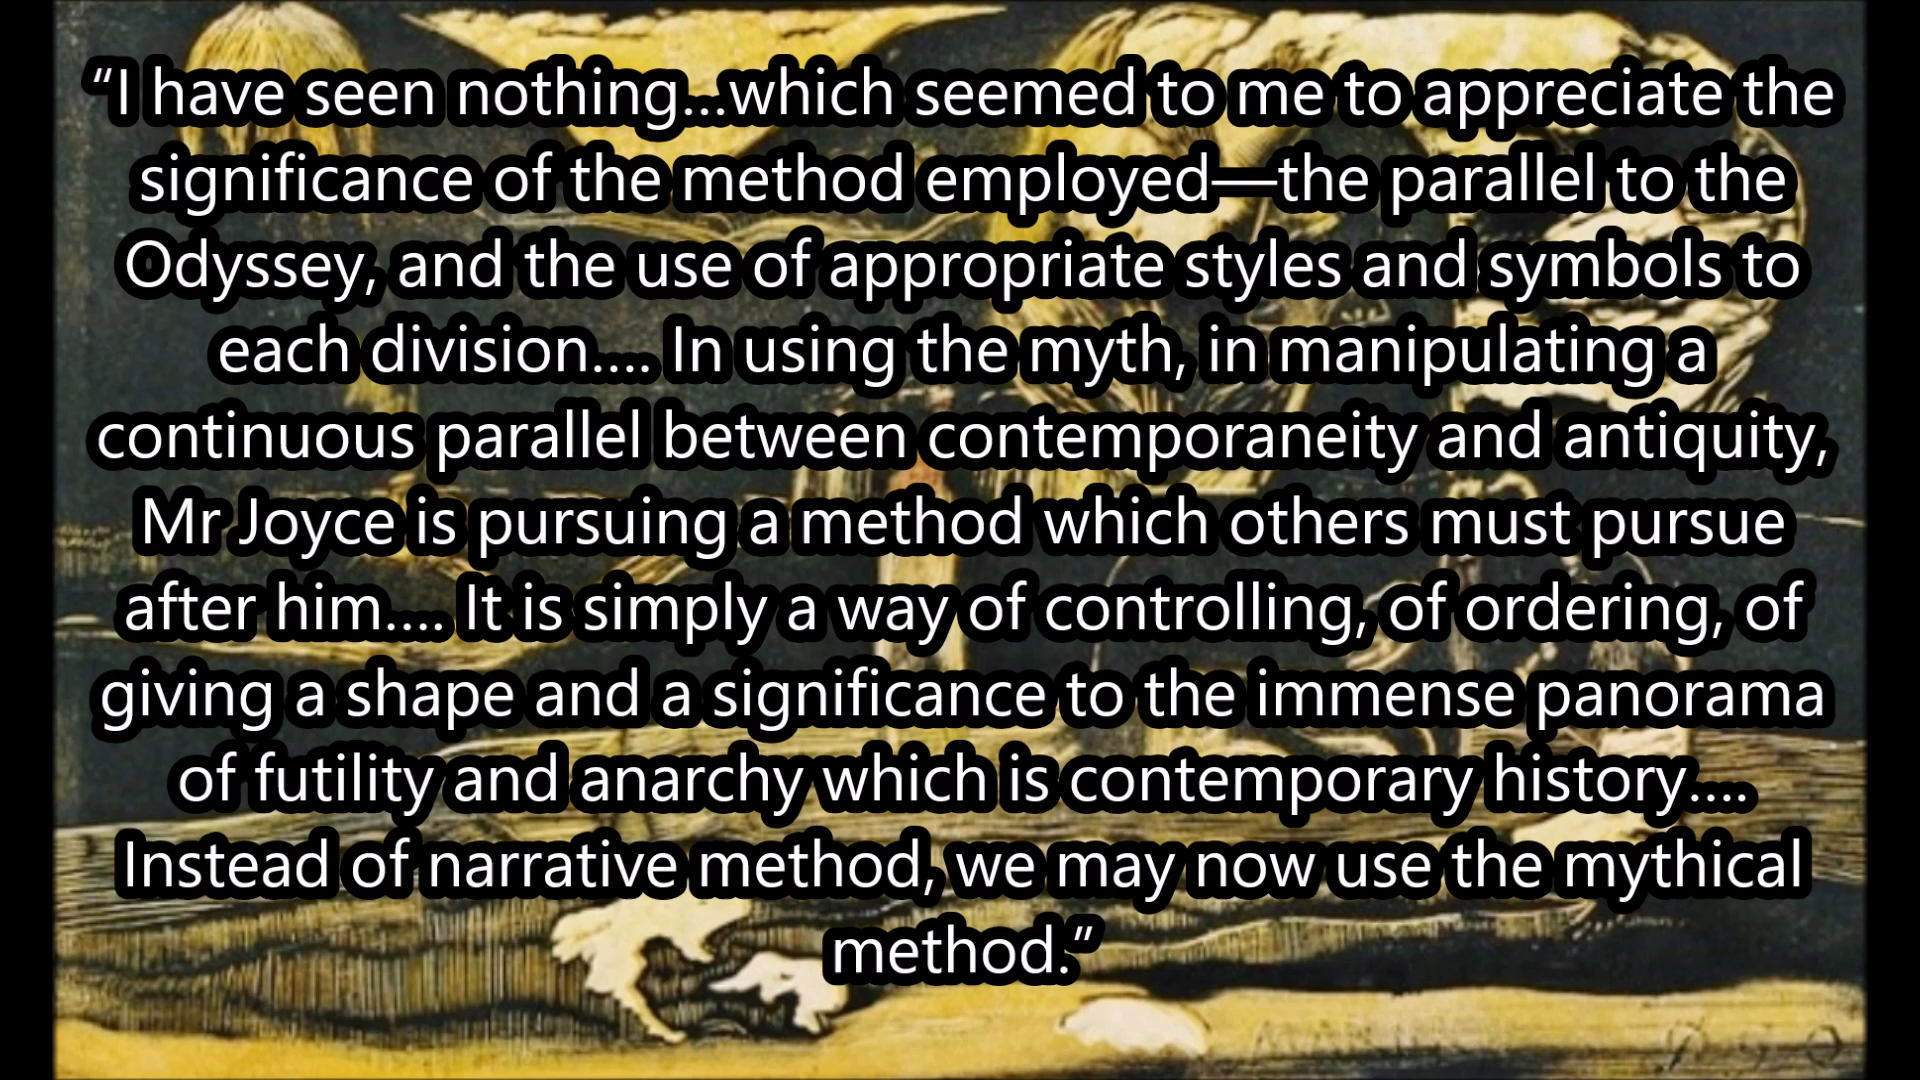 “I have seen nothing...which seemed to me to appreciate the
significance of the method employed—the parallel to the
Odyssey, and the use of appropriate styles and symbols to
each division.... In using the myth, in manipulating a
continuous parallel between contemporaneity and antiquity,
Mr Joyce is pursuing a method which others must pursue
after him.... It is simply a way of controlling, of ordering, of
giving a shape and a significance to the immense panorama
of futility and anarchy which is contemporary history....
Instead of narrative method, we may now use the mythical
method.”